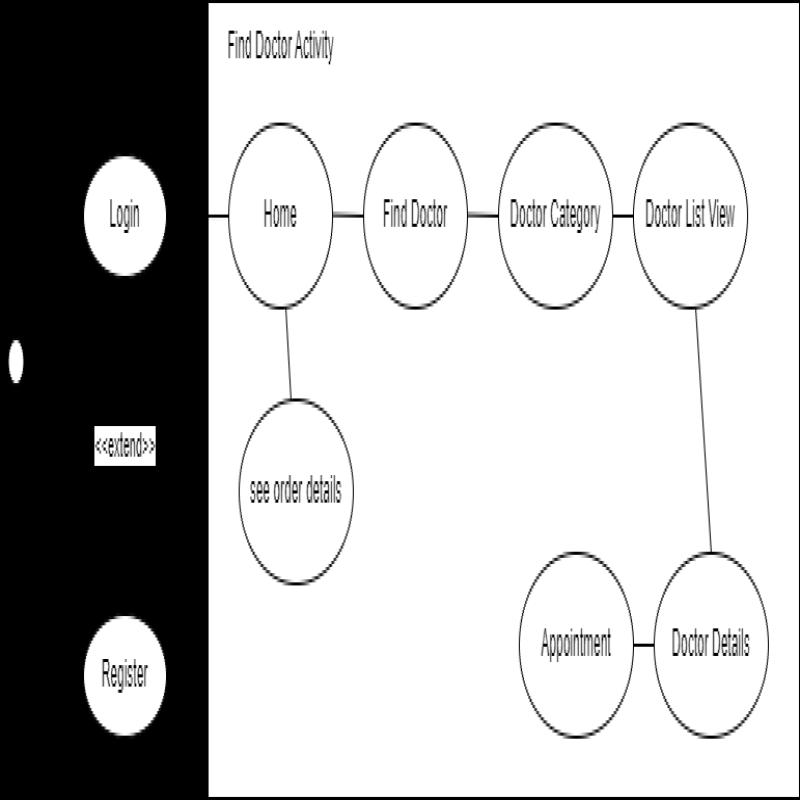 Find Doctor Activity
Login
Home
Find Doctor
Doctor Category
Doctor List View
<<extend>>
see order details
Register
Appointment
Doctor Details